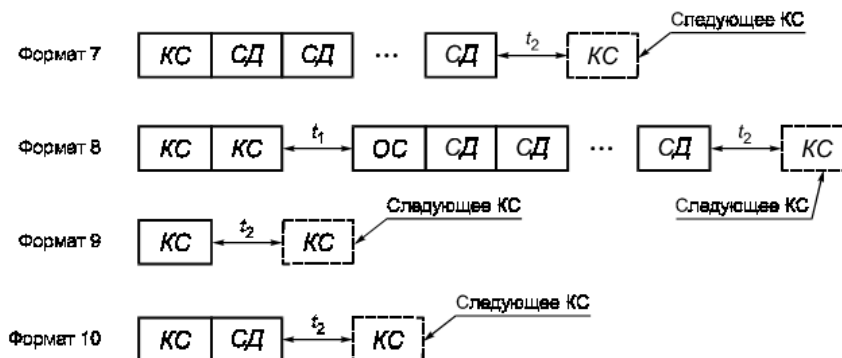 Следующее КС
Формат 7 КС СД СД ... СД t2 КС
Формат 8 КС КС t1 ОС СД СД ... СД t2 КС
Следующее КС Следующее КС
Формат 9 КС t2 КС
Следующее КС
Формат 10 КС СД t2 КС